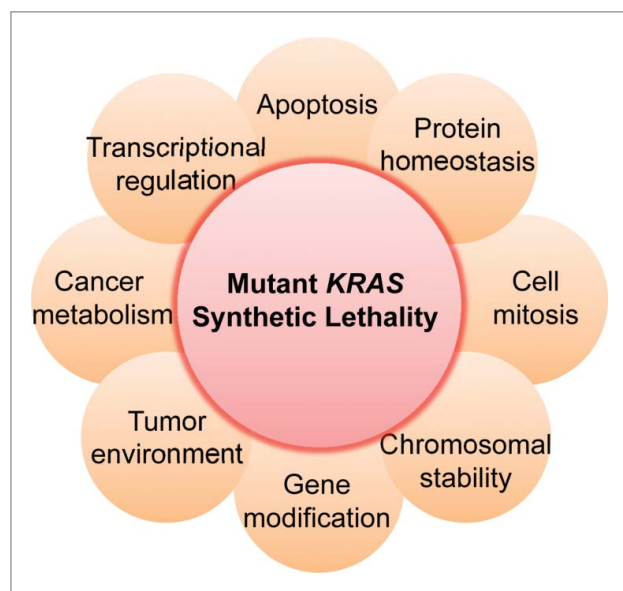 Apoptosis
Protein
homeostasis
Cell
mitosis
Chromosomal
stability
Gene
modification
Tumor
environment
Cancer
metabolism
Transcriptional
regulation
Mutant KRAS
Synthetic Lethality